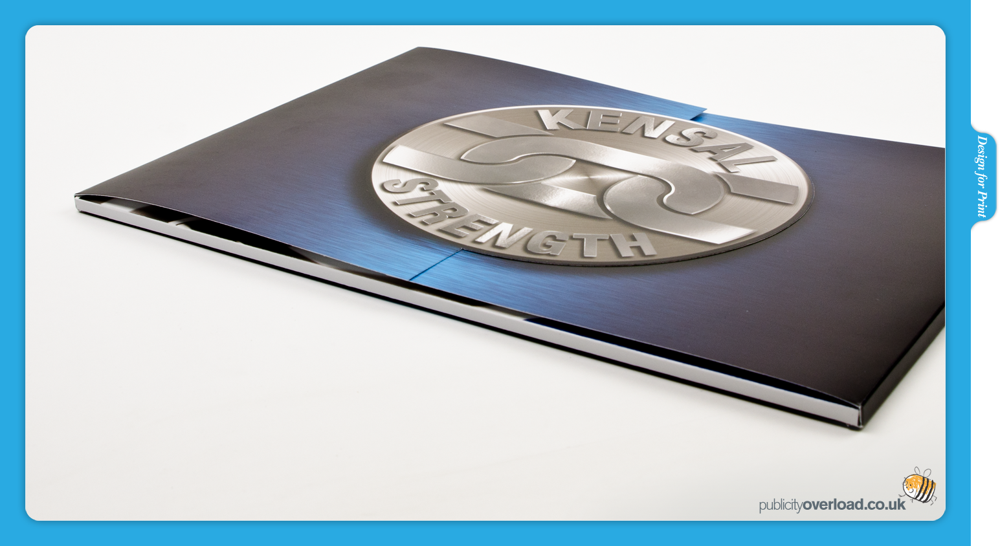 KENSAL
STRENGTH
Design for Print
publicityoverload.co.uk